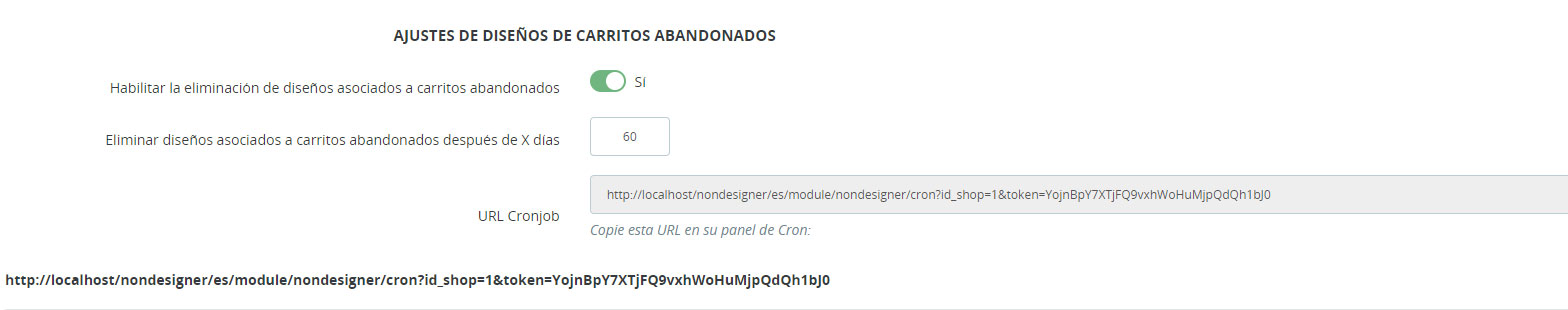 AJUSTES DE DISEÑOS DE CARRITOS ABANDONADOS
Habilitar la eliminación de diseños asociados a carritos abandonados Sí
Eliminar diseños asociados a carritos abandonados después de X días 60
URL Cronjob http://localhost/nondesigner/es/module/nondesigner/cron?id_shop=1&token=YojnBpY7XTjFQ9vxhWoHuMjpQdQh1bJ0
Copie esta URL en su panel de Cron:
http://localhost/nondesigner/es/module/nondesigner/cron?id_shop=1&token=YojnBpY7XTjFQ9vxhWoHuMjpQdQh1bJ0